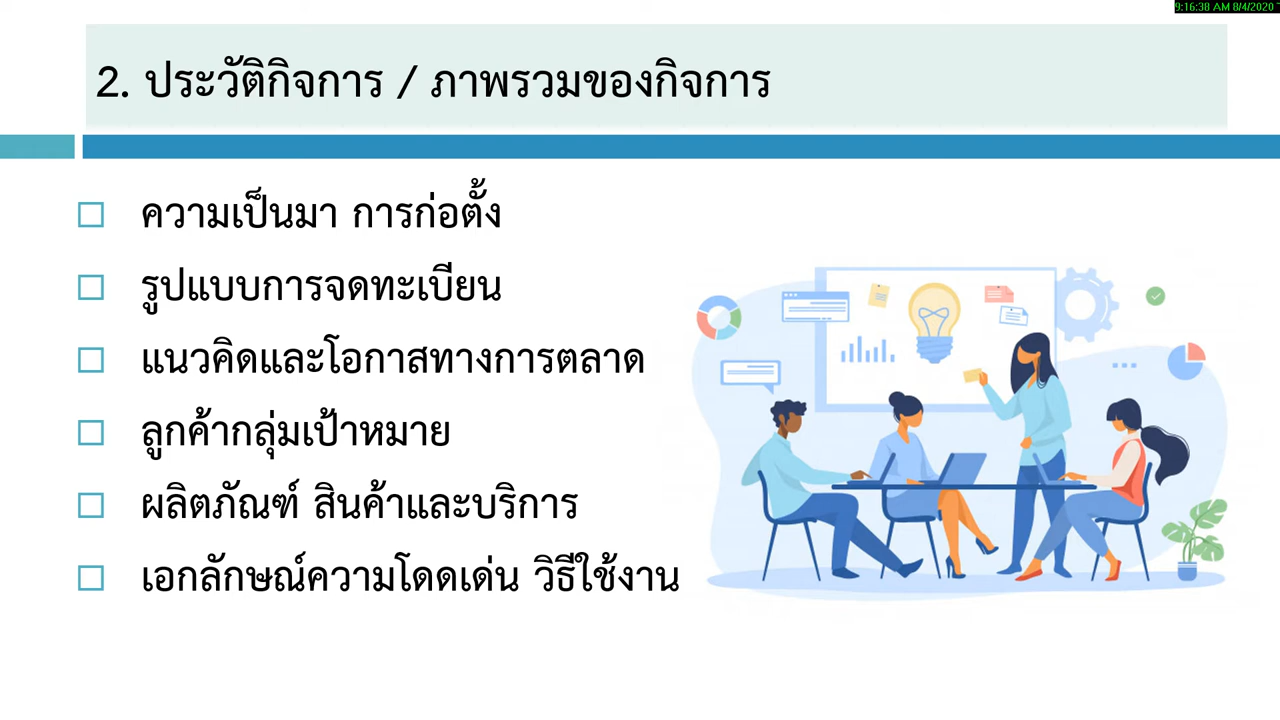 9:16:38 AM 8/4/2020
2. ประวัติกิจการ / ภาพรวมของกิจการ
ความเป็นมา การก่อตั้ง
รูปแบบการจดทะเบียน
แนวคิดและโอกาสทางการตลาด
ลูกค้ากลุ่มเป้าหมาย
ผลิตภัณฑ์ สินค้าและบริการ
เอกลักษณ์ความโดดเด่น วิธีใช้งาน